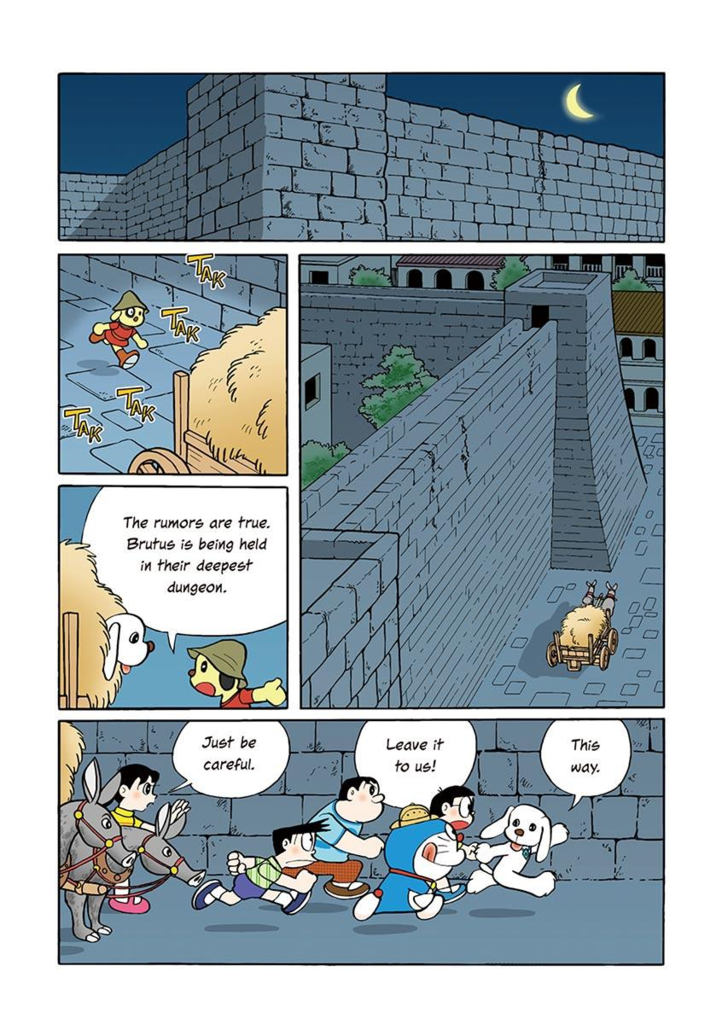 TAK
TAK
TAK
TAK
The rumors are true.
Brutus is being held
in their deepest
dungeon.
Just be
careful.
Leave it
to us!
This
way.